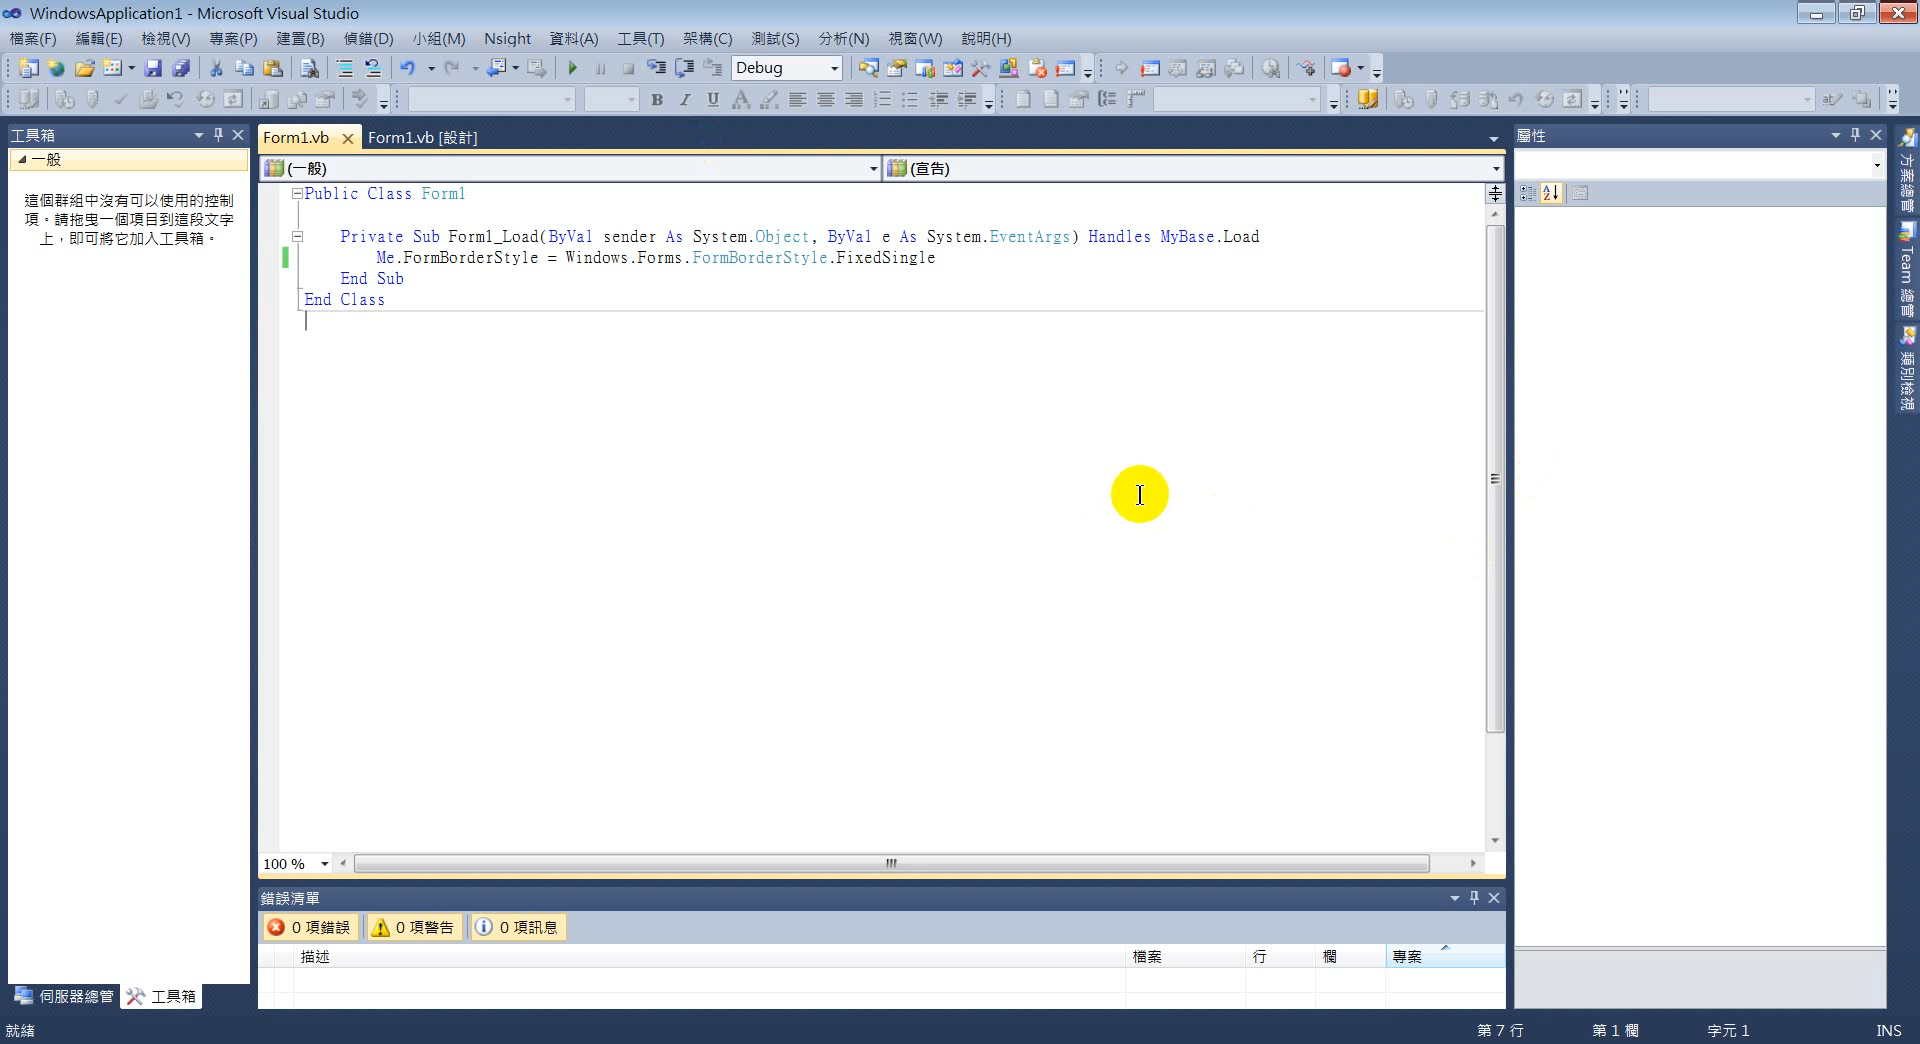 WindowsApplication1 - Microsoft Visual Studio
檔案(F) 編輯(E) 檢視(V) 專案(P) 建置(B) 偵錯(D) 小組(M) Nsight 資料(A) 工具(T) 架構(C) 測試(S) 分析(N) 視窗(W) 說明(H)
Debug
工具箱
一般
這個群組中沒有可以使用的控制
項。請拖曳一個項目到這段文字
上，即可將它加入工具箱。
伺服器總管 工具箱
Form1.vb Form1.vb [設計]
(一般) (宣告)
Public Class Form1
Private Sub Form1_Load(ByVal sender As System.Object, ByVal e As System.EventArgs) Handles MyBase.Load
Me.FormBorderStyle = Windows.Forms.FormBorderStyle.FixedSingle
End Sub
End Class
100 %
錯誤清單
0 項錯誤 0 項警告 0 項訊息
描述 檔案 行 欄 專案
屬性
方案總管
Team 總管
類別檢視
就緒 第 7 行 第 1 欄 字元 1 INS